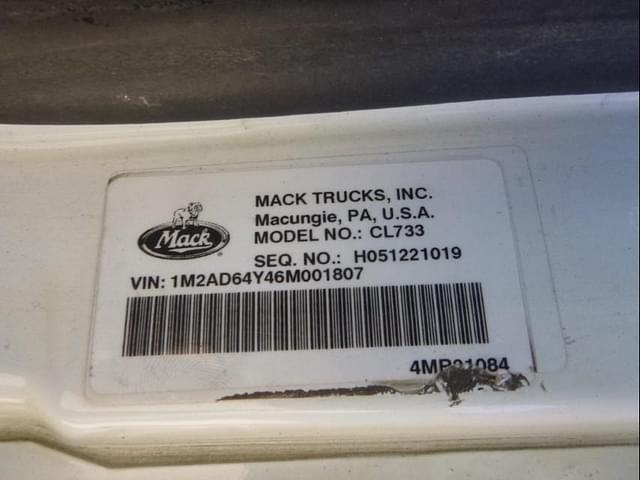 Mack
MACK TRUCKS, INC.
Macungie, PA, U.S.A.
MODEL NO.: CL733
SEQ. NO.: H051221019
VIN: 1M2AD64Y46M001807